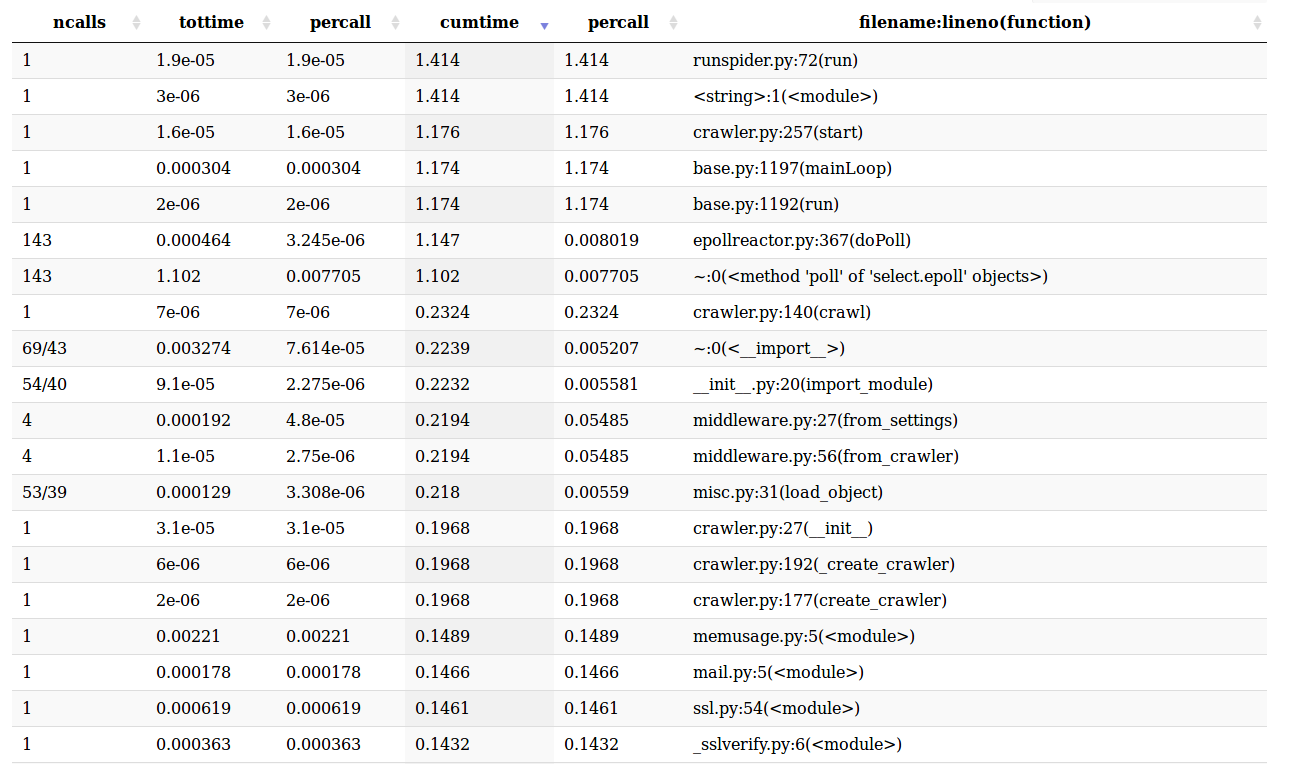 ncalls tottime percall cumtime percall filename:lineno(function)
1 1.9e-05 1.9e-05 1.414 1.414 runspider.py:72(run)
1 3e-06 3e-06 1.414 1.414 <string>:1(<module>)
1 1.6e-05 1.6e-05 1.176 1.176 crawler.py:257(start)
1 0.000304 0.000304 1.174 1.174 base.py:1197(mainLoop)
1 2e-06 2e-06 1.174 1.174 base.py:1192(run)
143 0.000464 3.245e-06 1.147 0.008019 epollreactor.py:367(doPoll)
143 1.102 0.007705 1.102 0.007705 ~:0(<method 'poll' of 'select.epoll' objects>)
1 7e-06 7e-06 0.2324 0.2324 crawler.py:140(crawl)
69/43 0.003274 7.614e-05 0.2239 0.005207 ~:0(<__import__>)
54/40 9.1e-05 2.275e-06 0.2232 0.005581 __init__.py:20(import_module)
4 0.000192 4.8e-05 0.2194 0.05485 middleware.py:27(from_settings)
4 1.1e-05 2.75e-06 0.2194 0.05485 middleware.py:56(from_crawler)
53/39 0.000129 3.308e-06 0.218 0.00559 misc.py:31(load_object)
1 3.1e-05 3.1e-05 0.1968 0.1968 crawler.py:27(__init__)
1 6e-06 6e-06 0.1968 0.1968 crawler.py:192(_create_crawler)
1 2e-06 2e-06 0.1968 0.1968 crawler.py:177(create_crawler)
1 0.00221 0.00221 0.1489 0.1489 memusage.py:5(<module>)
1 0.000178 0.000178 0.1466 0.1466 mail.py:5(<module>)
1 0.000619 0.000619 0.1461 0.1461 ssl.py:54(<module>)
1 0.000363 0.000363 0.1432 0.1432 _sslverify.py:6(<module>)